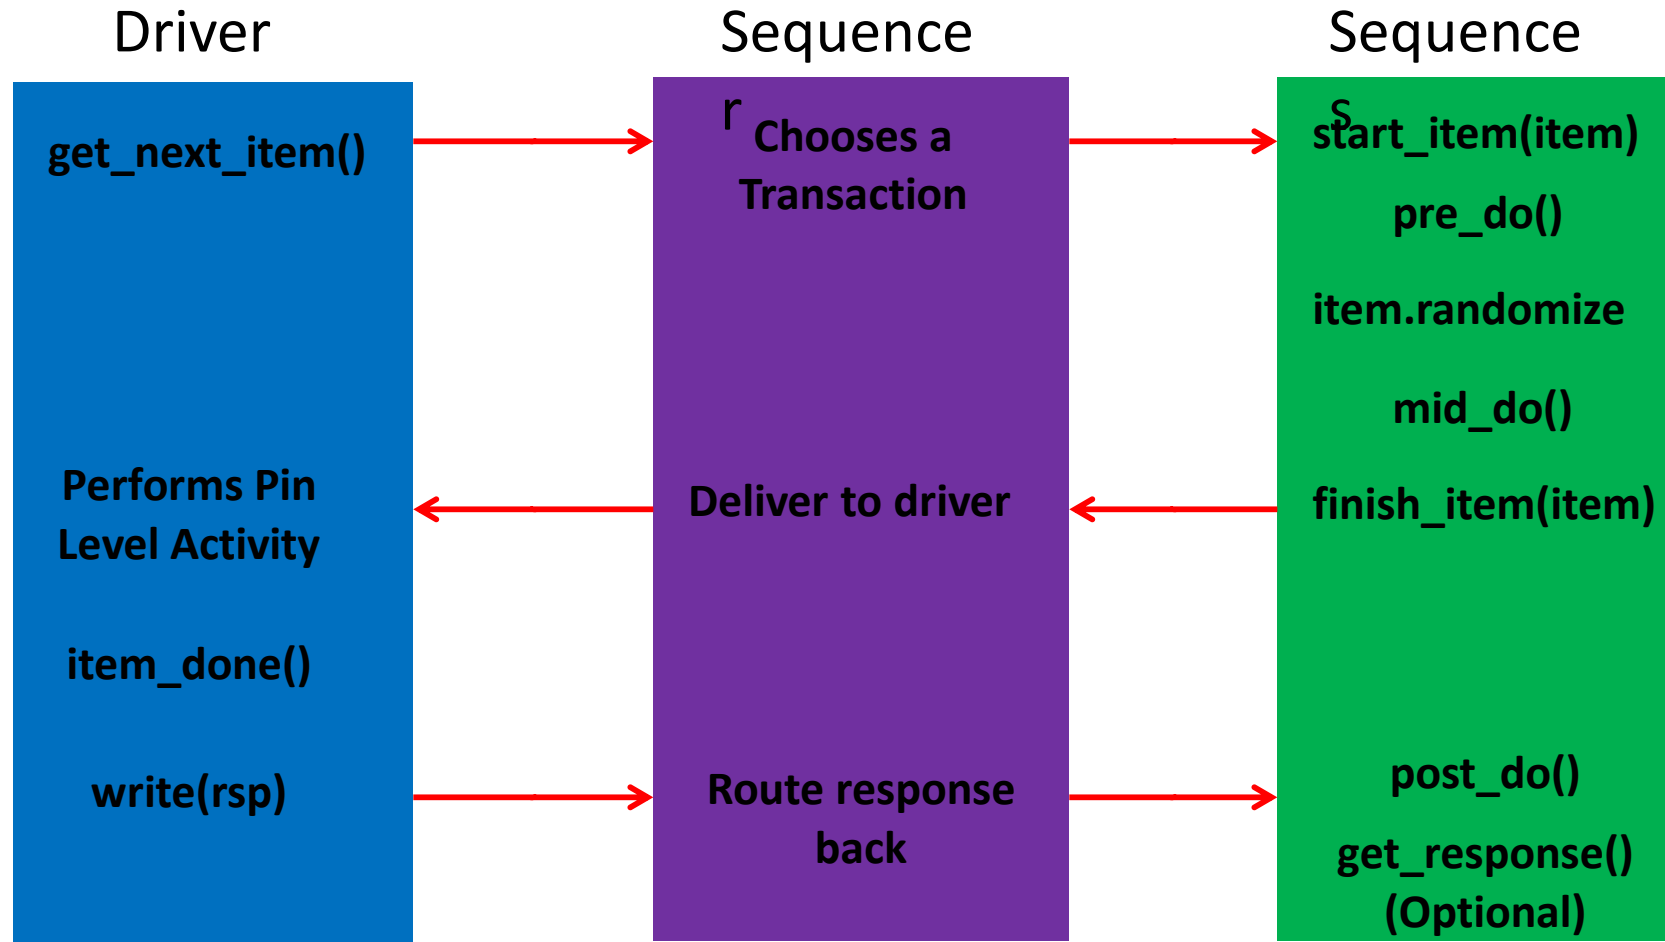 Driver
get_next_item()
Performs Pin
Level Activity
item_done()
write(rsp)
Sequence
r
Chooses a
Transaction
Deliver to driver
Route response
back
Sequence
s
start_item(item)
pre_do()
item.randomize
mid_do()
finish_item(item)
post_do()
get_response()
(Optional)